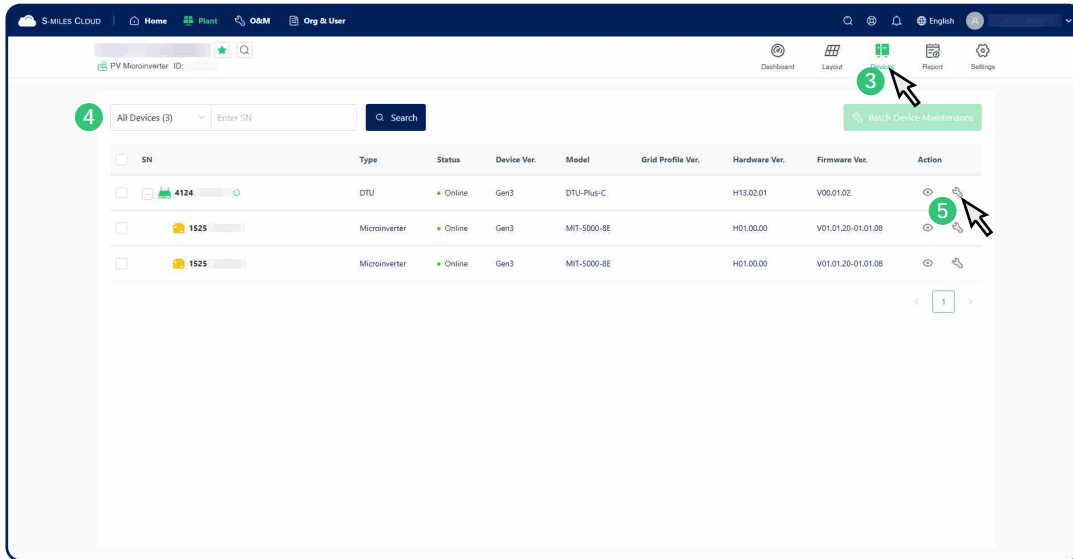 S-MILES CLOUD | Home Plant O&M Org & User English A
PV Microinverter ID:
Dashboard Layout Devices Report Settings
3
4 All Devices (3) Enter SN Search Batch Device Maintenance
SN Type Status Device Ver. Model Grid Profile Ver. Hardware Ver. Firmware Ver. Action
4124 DTU Online Gen3 DTU-Plus-C H13.02.01 V00.01.02
5
1525 Microinverter Online Gen3 MIT-5000-8E H01.00.00 V01.01.20-01.01.08
1525 Microinverter Online Gen3 MIT-5000-8E H01.00.00 V01.01.20-01.01.08
< 1 >